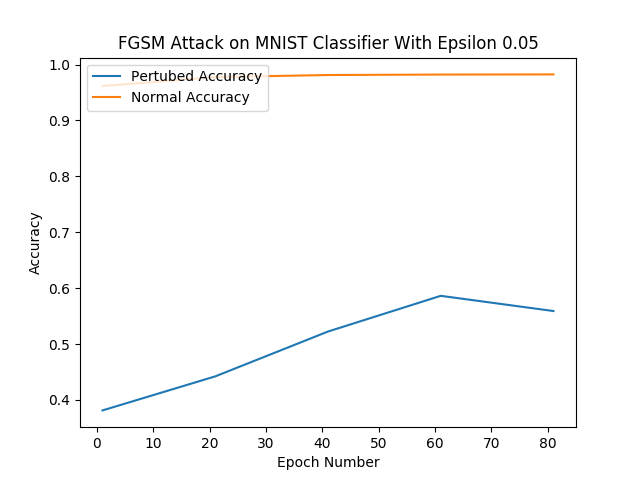 FGSM Attack on MNIST Classifier With Epsilon 0.05
Pertubed Accuracy
Normal Accuracy
1.0
0.9
0.8
0.7
0.6
0.5
0.4
Accuracy
0 10 20 30 40 50 60 70 80
Epoch Number